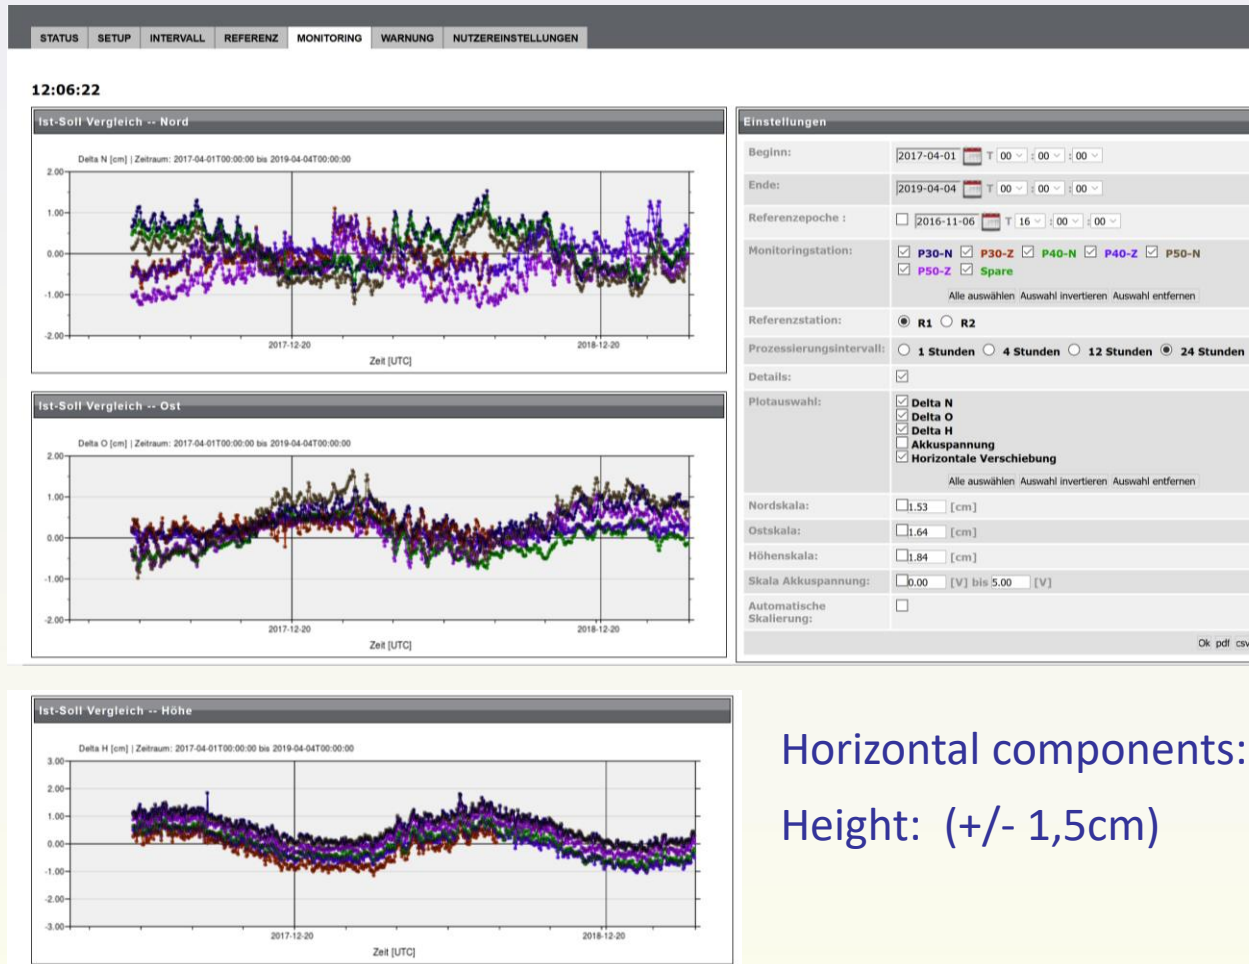 STATUS SETUP INTERVALL REFERENZ MONITORING WARNUNG NUTZEREINSTELLUNGEN
12:06:22
Ist-Soll Vergleich -- Nord
Delta N [cm] | Zeitraum: 2017-04-01T00:00:00 bis 2019-04-04T00:00:00
2.00
1.00
0.00
-1.00
-2.00
2017-12-20 2018-12-20
Zeit [UTC]
Ist-Soll Vergleich -- Ost
Delta O [cm] | Zeitraum: 2017-04-01T00:00:00 bis 2019-04-04T00:00:00
2.00
1.00
0.00
-1.00
-2.00
2017-12-20 2018-12-20
Zeit [UTC]
Einstellungen
Beginn: 2017-04-01 T 00 : 00 : 00
Ende: 2019-04-04 T 00 : 00 : 00
Referenzepoche : 2016-11-06 T 16 : 00 : 00
Monitoringstation: P30-N P30-Z P40-N P40-Z P50-N
P50-Z Spare
Alle auswählen Auswahl invertieren Auswahl entfernen
Referenzstation: R1 R2
Prozessierungsintervall: 1 Stunden 4 Stunden 12 Stunden 24 Stunden
Details:
Plotauswahl: Delta N
Delta O
Delta H
Akkuspannung
Horizontale Verschiebung
Alle auswählen Auswahl invertieren Auswahl entfernen
Nordskala: 1.53 [cm]
Ostskala: 1.64 [cm]
Höhenskala: 1.84 [cm]
Skala Akkuspannung: 0.00 [V] bis 5.00 [V]
Automatische
Skalierung:
Ok pdf csv
Ist-Soll Vergleich -- Höhe
Delta H [cm] | Zeitraum: 2017-04-01T00:00:00 bis 2019-04-04T00:00:00
3.00
2.00
1.00
0.00
-1.00
-2.00
-3.00
2017-12-20 2018-12-20
Zeit [UTC]
Horizontal components:
Height: (+/- 1,5cm)